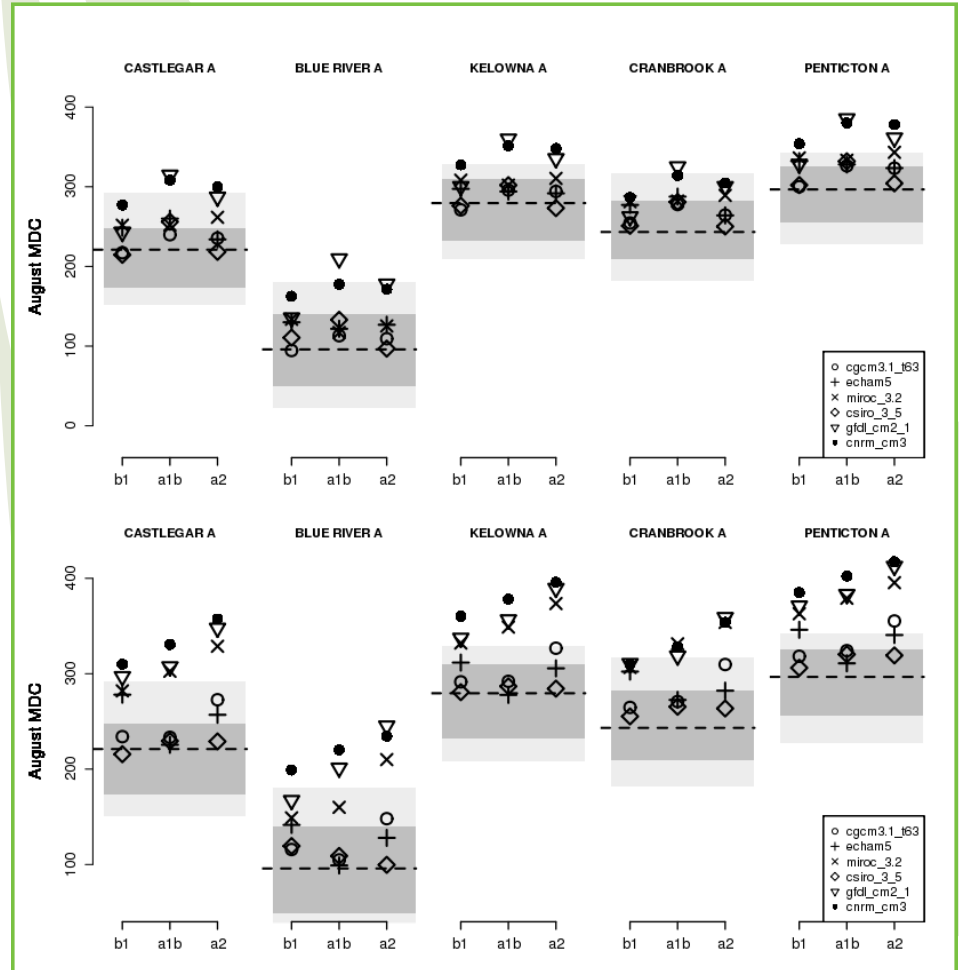 CASTLEGAR A BLUE RIVER A KELOWNA A CRANBROOK A PENTICTON A
August MDC
400
300
200
100
0
cgcm3.1_t63
echam5
miroc_3.2
csiro_3_5
gfdl_cm2_1
cnrm_cm3
b1 a1b a2 b1 a1b a2 b1 a1b a2 b1 a1b a2 b1 a1b a2
CASTLEGAR A BLUE RIVER A KELOWNA A CRANBROOK A PENTICTON A
August MDC
400
300
200
100
cgcm3.1_t63
echam5
miroc_3.2
csiro_3_5
gfdl_cm2_1
cnrm_cm3
b1 a1b a2 b1 a1b a2 b1 a1b a2 b1 a1b a2 b1 a1b a2